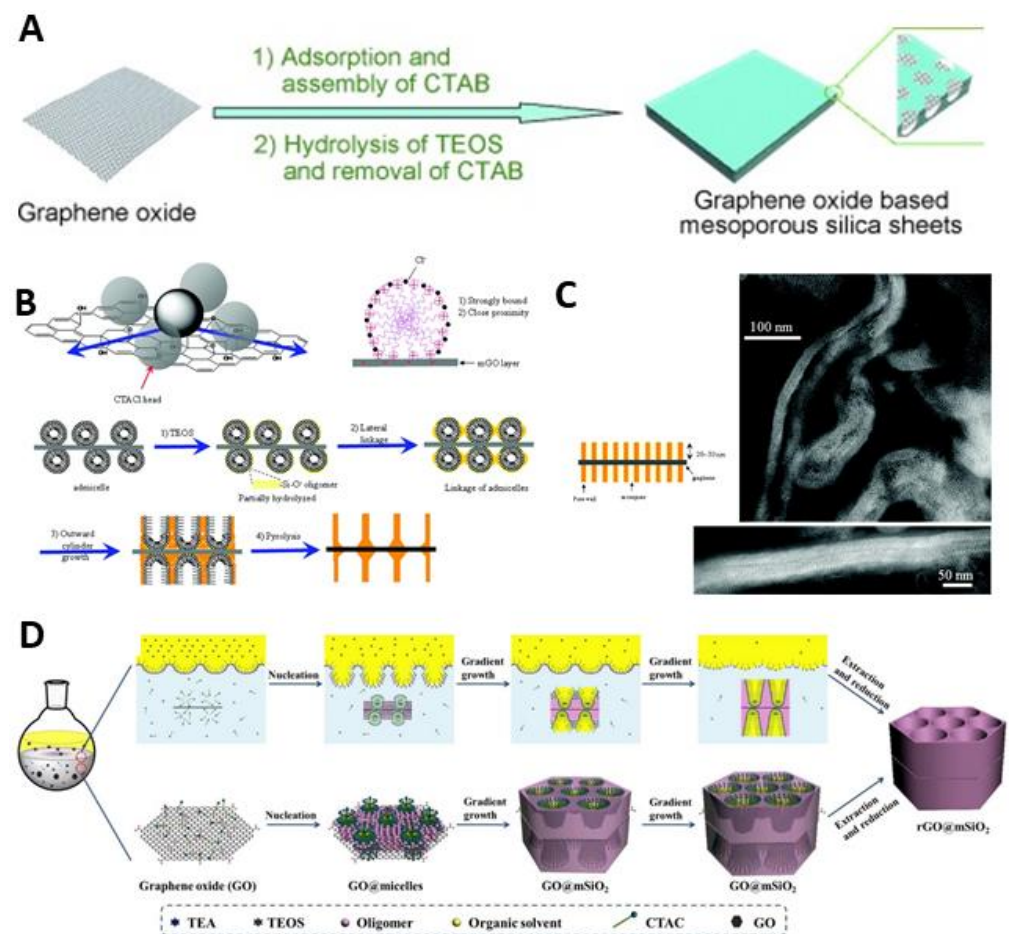 A
1) Adsorption and
assembly of CTAB
2) Hydrolysis of TEOS
and removal of CTAB
Graphene oxide
Graphene oxide based
mesoporous silica sheets
B
CTACl head
Cl⁻
1) Strongly bound
2) Close proximity
mGO layer
admicelle
1) TEOS
Si-O⁻ oligomer
Partially hydrolyzed
2) Lateral
linkage
Linkage of admicelles
3) Outward
cylinder
growth
4) Pyrolysis
C
100 nm
20~30 nm
graphene
Pore wall
mesopore
50 nm
D
Nucleation
Gradient
growth
Gradient
growth
Extraction
and reduction
Nucleation
Gradient
growth
Gradient
growth
Extraction
and reduction
rGO@mSiO₂
Graphene oxide (GO)
GO@micelles
GO@mSiO₂
GO@mSiO₂
TEA
TEOS
Oligomer
Organic solvent
CTAC
GO